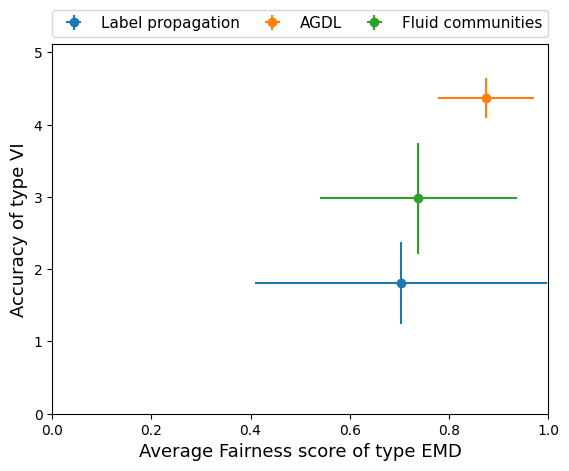 Label propagation AGDL Fluid communities
5
4
3
2
1
0
Accuracy of type VI
0.0 0.2 0.4 0.6 0.8 1.0
Average Fairness score of type EMD